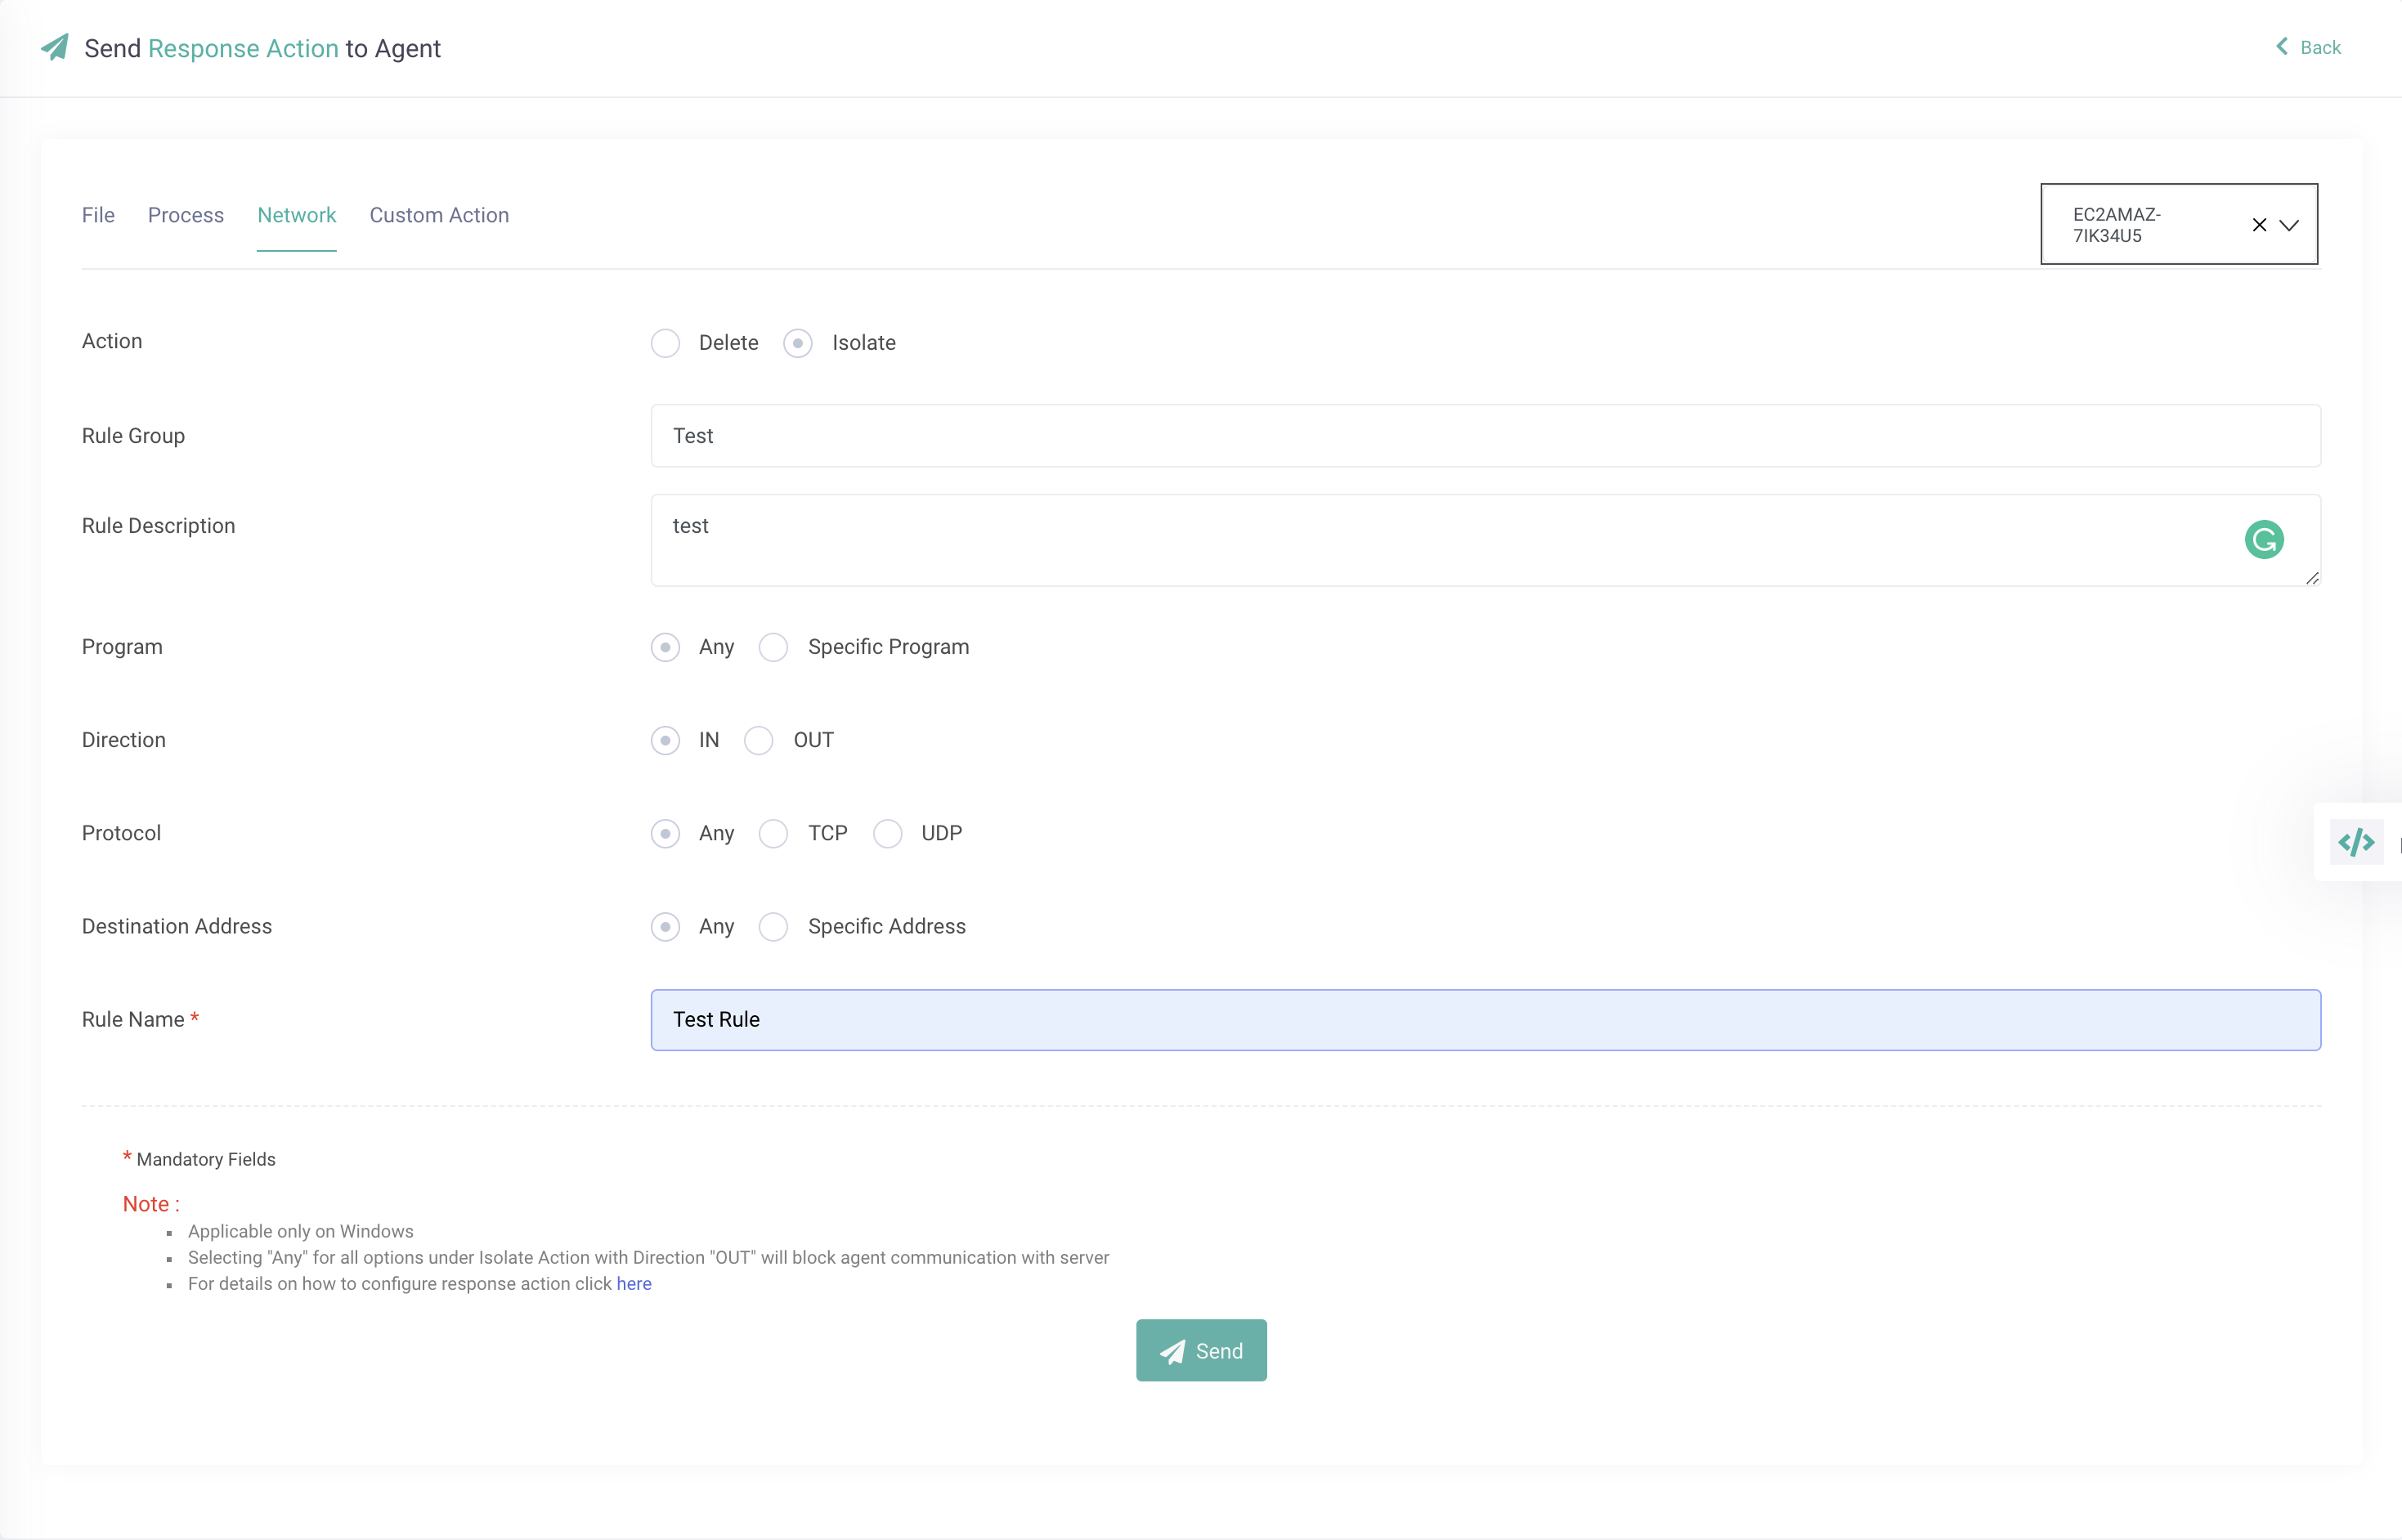 Send Response Action to Agent
Back
File Process Network Custom Action
EC2AMAZ-
7IK34U5
Action Delete Isolate
Rule Group Test
Rule Description test
Program Any Specific Program
Direction IN OUT
Protocol Any TCP UDP
Destination Address Any Specific Address
Rule Name * Test Rule
* Mandatory Fields
Note :
Applicable only on Windows
Selecting "Any" for all options under Isolate Action with Direction "OUT" will block agent communication with server
For details on how to configure response action click here
Send